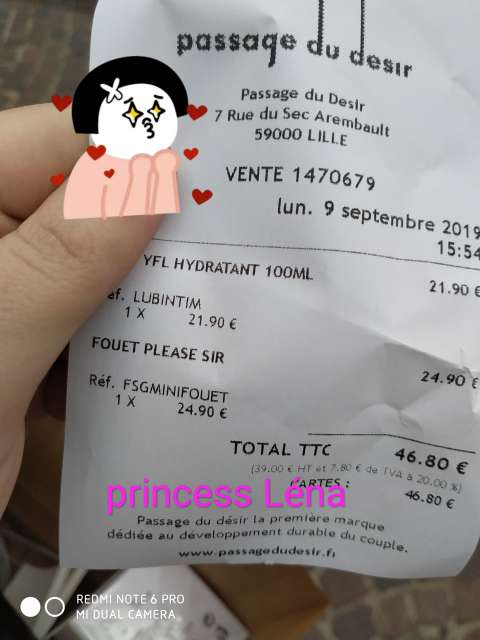 passage du desir
Passage du Desir
7 Rue du Sec Arembault
59000 LILLE
VENTE 1470679
lun. 9 septembre 2019
15:54
YFL HYDRATANT 100ML
21.90 €
éf. LUBINTIM
1 X 21.90 €
FOUET PLEASE SIR
24.90 €
Réf. FSGMINIFOUET
1 X 24.90 €
TOTAL TTC 46.80 €
(39.00 € HT et 7.80 € de TVA à 20.00 %)
CARTES : 46.80 €
princess Léna
Passage du désir la première marque
dédiée au développement durable du couple.
www.passagedudesir.fr
REDMI NOTE 6 PRO
MI DUAL CAMERA